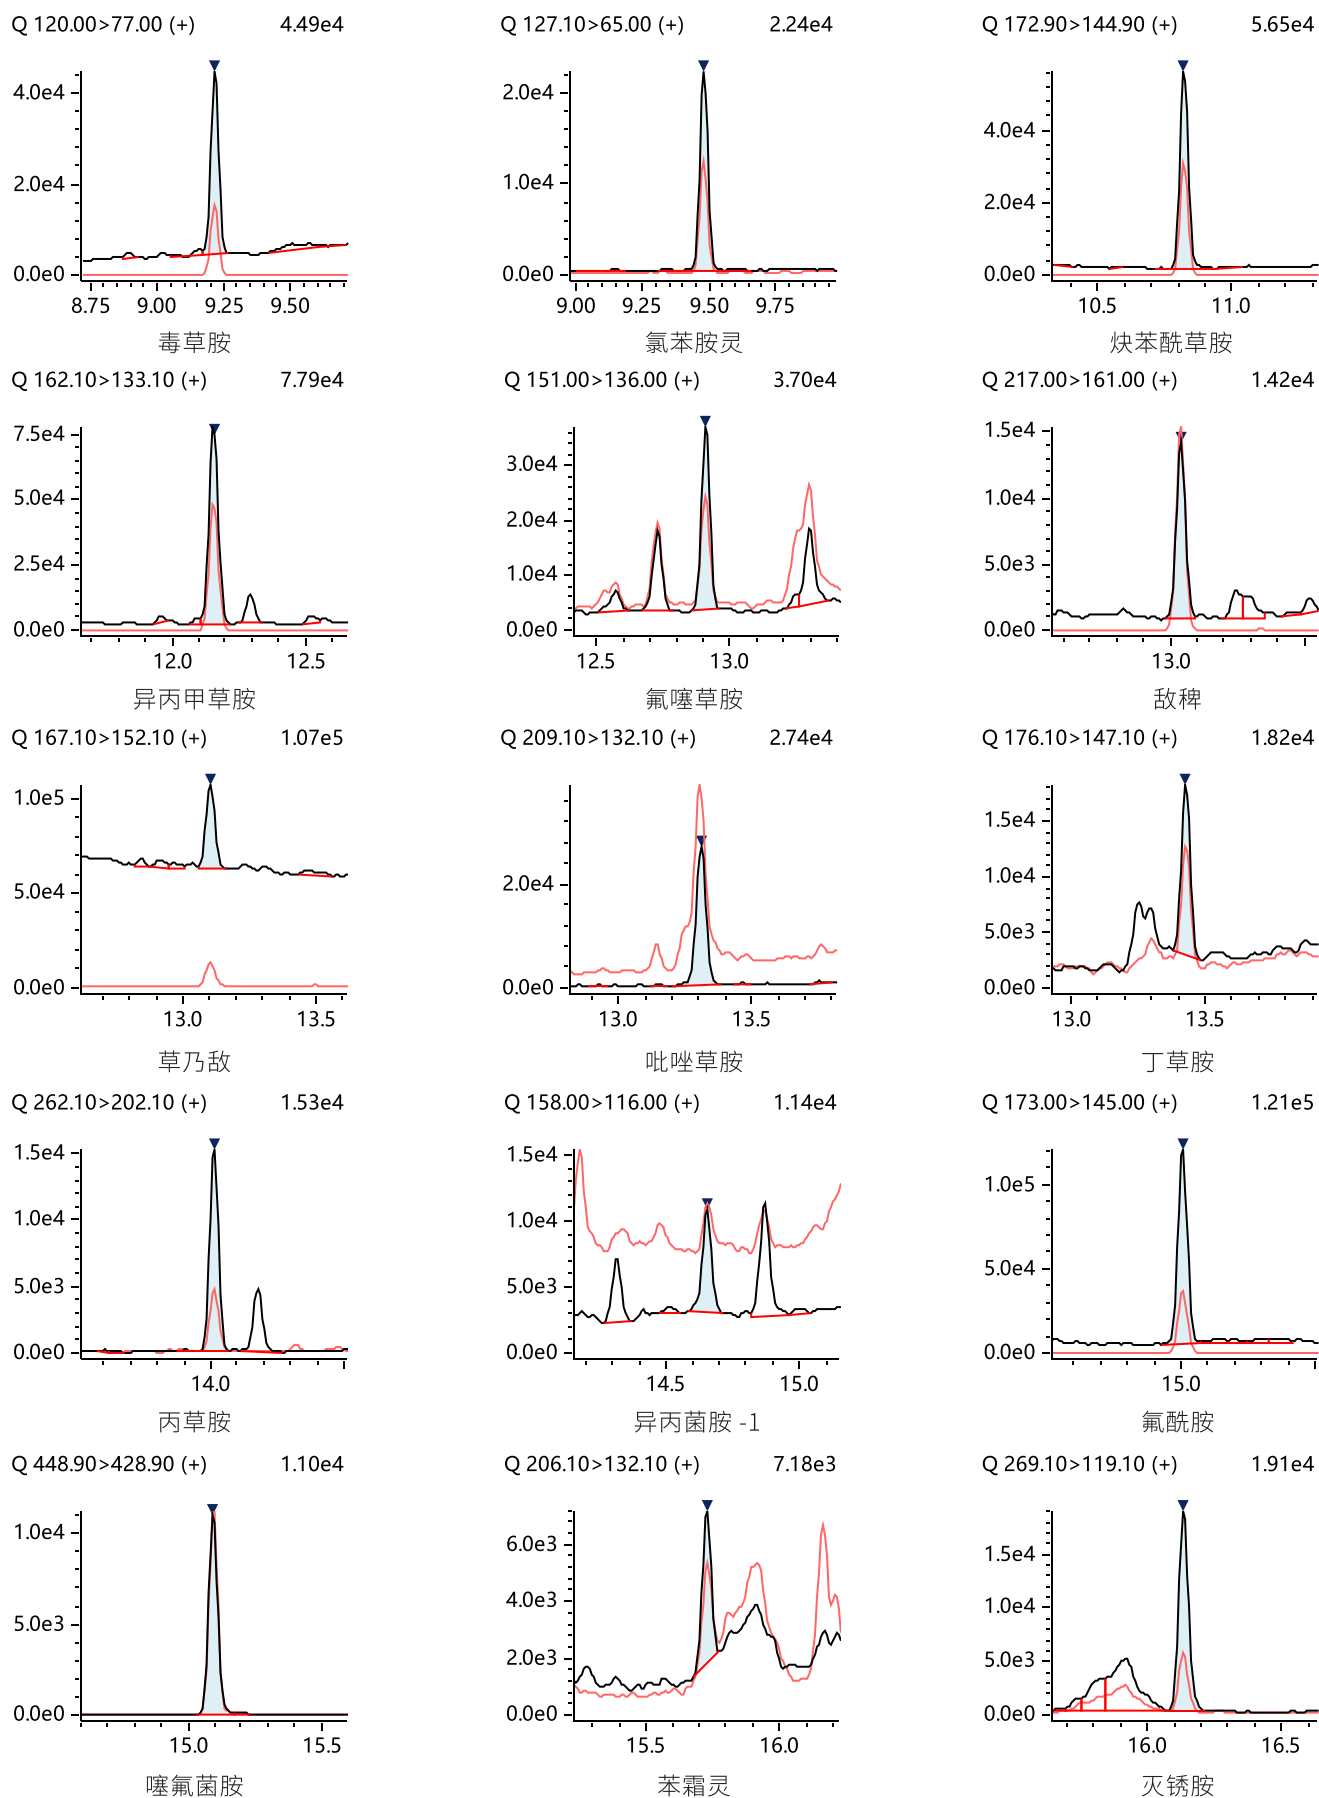 Q 120.00>77.00 (+) 4.49e4
4.0e4
2.0e4
0.0e0
8.75 9.00 9.25 9.50
毒草胺
Q 127.10>65.00 (+) 2.24e4
2.0e4
1.0e4
0.0e0
9.00 9.25 9.50 9.75
氯苯胺灵
Q 172.90>144.90 (+) 5.65e4
4.0e4
2.0e4
0.0e0
10.5 11.0
炔苯酰草胺
Q 162.10>133.10 (+) 7.79e4
7.5e4
5.0e4
2.5e4
0.0e0
12.0 12.5
异丙甲草胺
Q 151.00>136.00 (+) 3.70e4
3.0e4
2.0e4
1.0e4
0.0e0
12.5 13.0
氟噻草胺
Q 217.00>161.00 (+) 1.42e4
1.5e4
1.0e4
5.0e3
0.0e0
13.0
敌稗
Q 167.10>152.10 (+) 1.07e5
1.0e5
5.0e4
0.0e0
13.0 13.5
草乃敌
Q 209.10>132.10 (+) 2.74e4
2.0e4
0.0e0
13.0 13.5
吡唑草胺
Q 176.10>147.10 (+) 1.82e4
1.5e4
1.0e4
5.0e3
0.0e0
13.0 13.5
丁草胺
Q 262.10>202.10 (+) 1.53e4
1.5e4
1.0e4
5.0e3
0.0e0
14.0
丙草胺
Q 158.00>116.00 (+) 1.14e4
1.5e4
1.0e4
5.0e3
0.0e0
14.5 15.0
异丙菌胺 -1
Q 173.00>145.00 (+) 1.21e5
1.0e5
5.0e4
0.0e0
15.0
氟酰胺
Q 448.90>428.90 (+) 1.10e4
1.0e4
5.0e3
0.0e0
15.0 15.5
噻氟菌胺
Q 206.10>132.10 (+) 7.18e3
6.0e3
4.0e3
2.0e3
0.0e0
15.5 16.0
苯霜灵
Q 269.10>119.10 (+) 1.91e4
1.5e4
1.0e4
5.0e3
0.0e0
16.0 16.5
灭锈胺